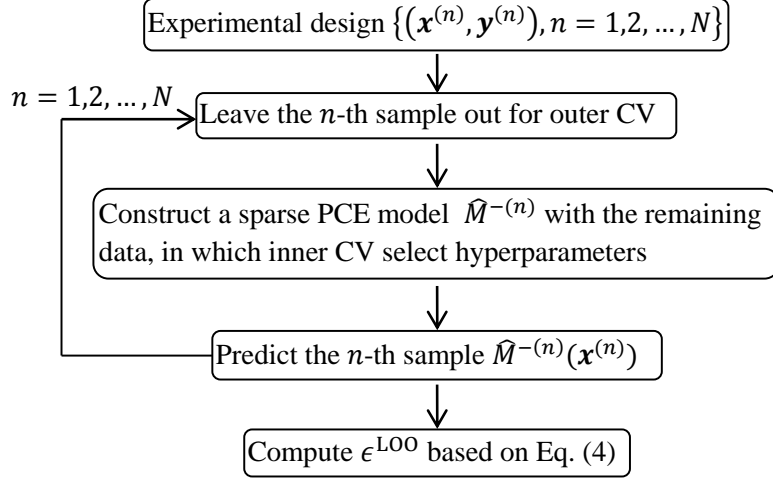 Experimental design {(𝒙⁽ⁿ⁾, 𝒚⁽ⁿ⁾), n = 1,2, … , N}
n = 1,2, … , N
Leave the n-th sample out for outer CV
Construct a sparse PCE model M̂⁻⁽ⁿ⁾ with the remaining
data, in which inner CV select hyperparameters
Predict the n-th sample M̂⁻⁽ⁿ⁾(𝒙⁽ⁿ⁾)
Compute ϵᴸᴼᴼ based on Eq. (4)